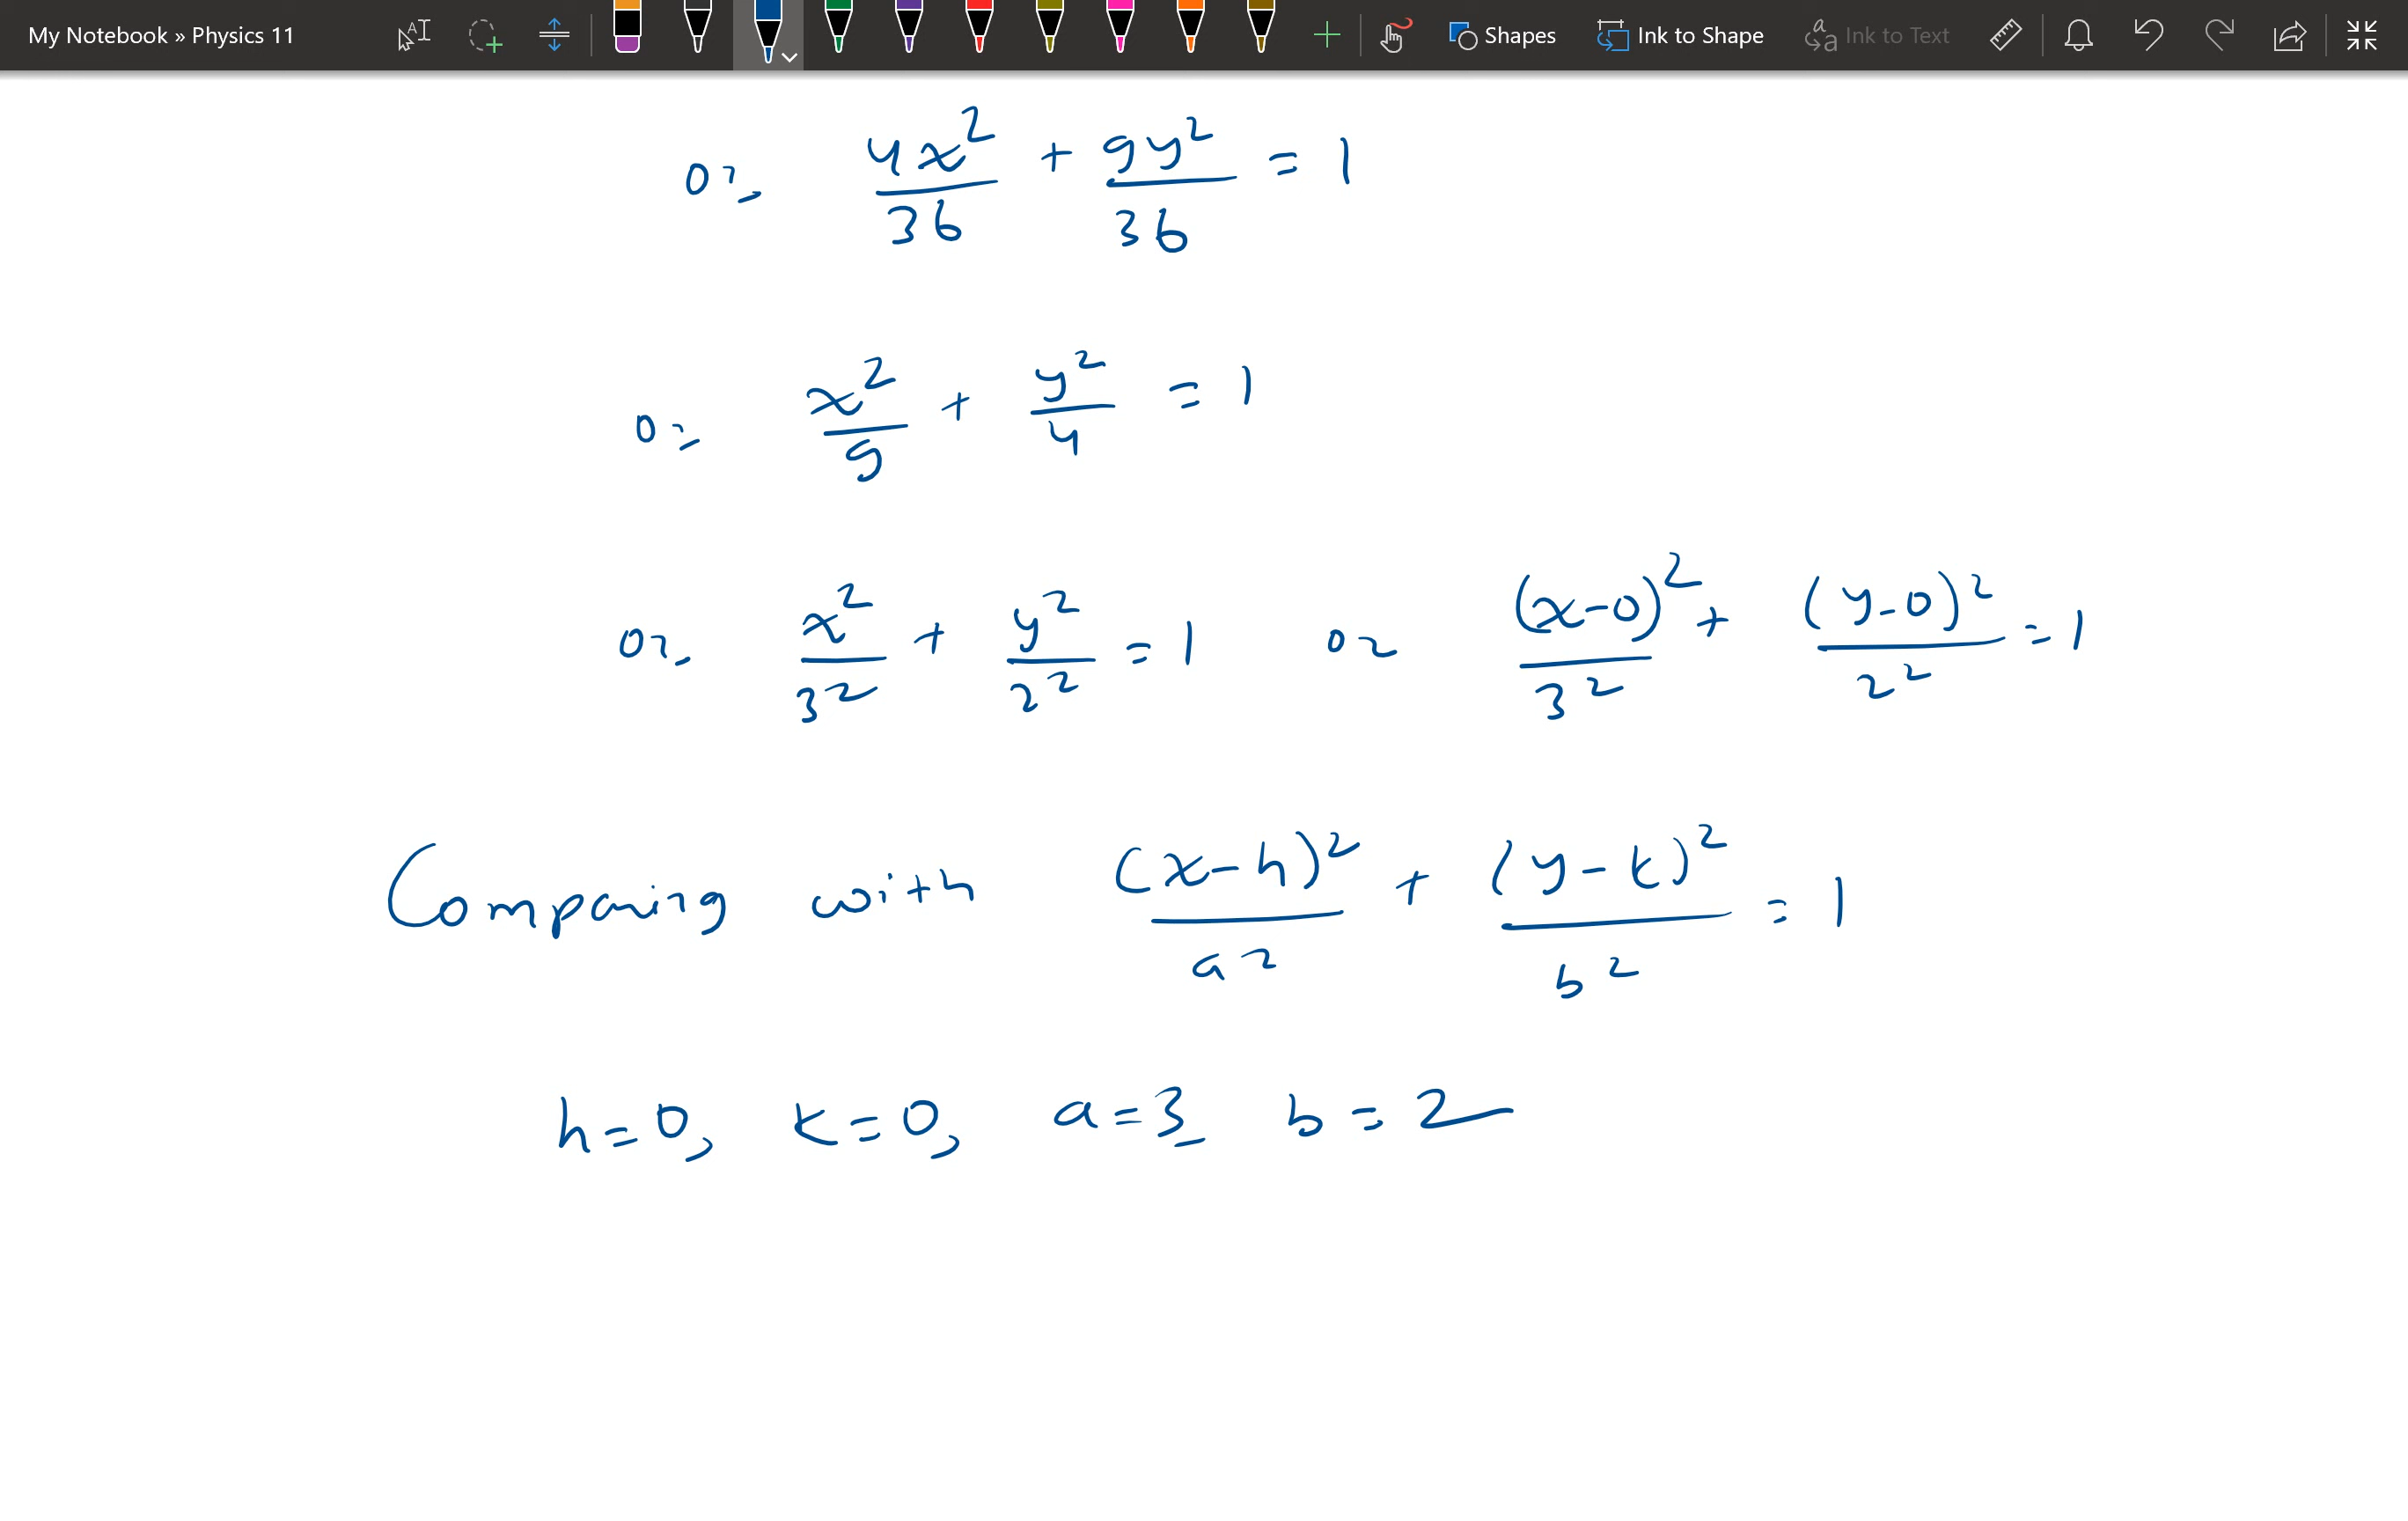 My Notebook » Physics 11 Shapes Ink to Shape Ink to Text
or 4x²/36 + 9y²/36 = 1
or x²/9 + y²/4 = 1
or x²/3² + y²/2² = 1 or (x-0)²/3² + (y-0)²/2² = 1
Comparing with (x-h)²/a² + (y-k)²/b² = 1
h=0, k=0, a=3 b=2